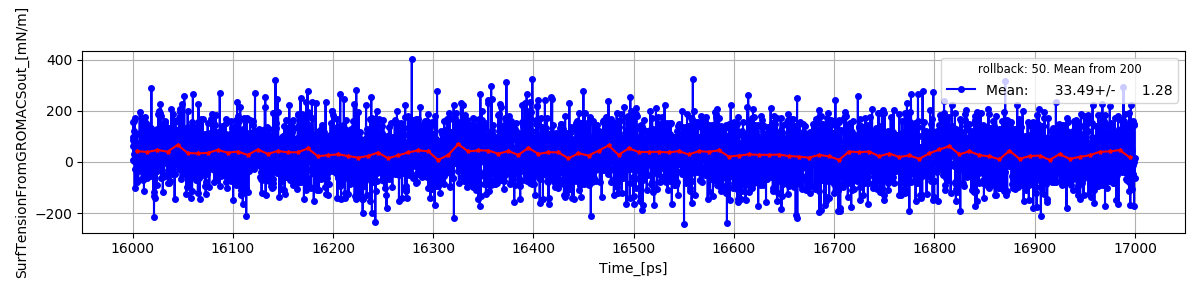 SurfTensionFromGROMACSout_[mN/m]
400
200
0
−200
rollback: 50. Mean from 200
Mean: 33.49+/- 1.28
16000 16100 16200 16300 16400 16500 16600 16700 16800 16900 17000
Time_[ps]